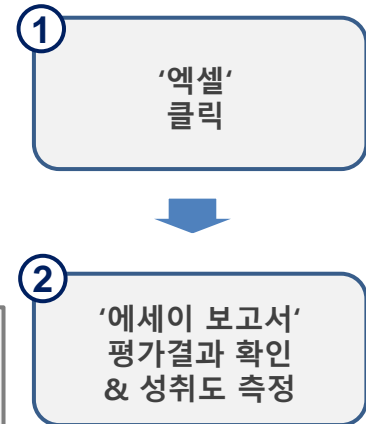 1
‘엑셀‘
클릭
2
‘에세이 보고서‘
평가결과 확인
& 성취도 측정